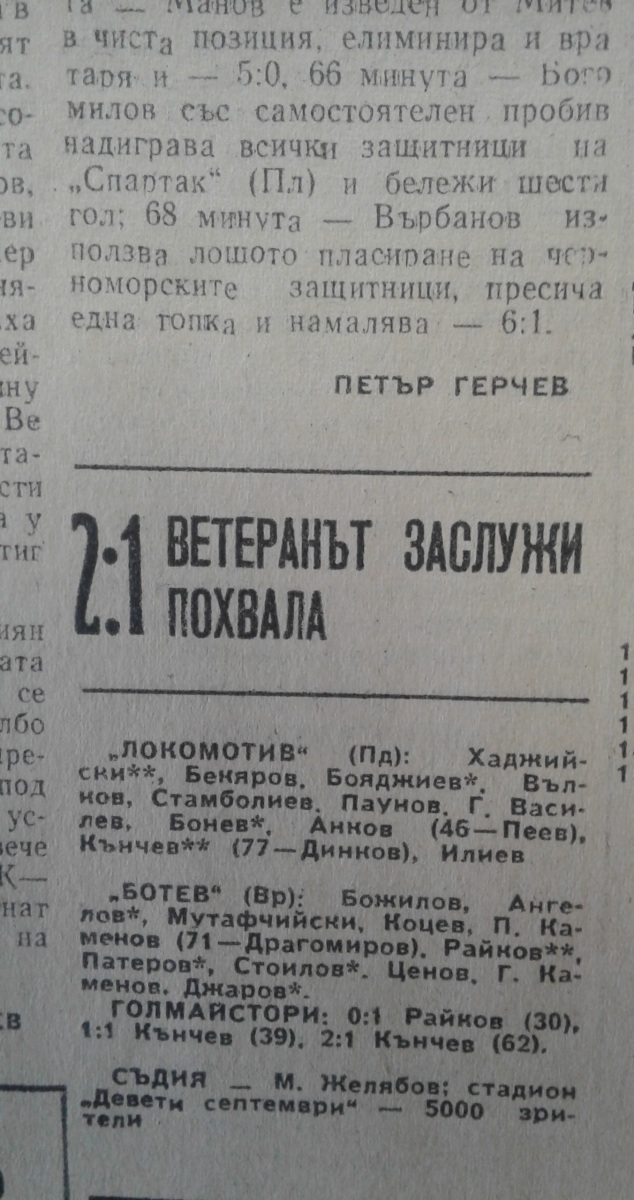 та — Манов е изведен от Митев
в чиста позиция, елиминира и вра
таря и — 5:0, 66 минута — Бого
милов със самостоятелен пробив
надиграва всички защитници на
„Спартак“ (Пл) и бележи шести
гол; 68 минута — Върбанов из-
ползва лошото пласиране на чер-
номорските защитници, пресича
една топка и намалява — 6:1.
ПЕТЪР ГЕРЧЕВ
2:1 ВЕТЕРАНЪТ ЗАСЛУЖИ
ПОХВАЛА
„ЛОКОМОТИВ“ (Пд): Хаджий-
ски**, Бекяров, Бояджиев*, Въл-
ков, Стамболиев, Паунов, Г. Васи-
лев, Бонев*, Анков (46—Пеев),
Кънчев** (77—Динков), Илиев
„БОТЕВ“ (Вр): Божилов, Анге-
лов*, Мутафчийски, Коцев, П. Ка-
менов (71—Драгомиров), Райков**,
Патеров*, Стоилов*, Ценов, Г. Ка-
менов, Джаров*.
ГОЛМАЙСТОРИ: 0:1 Райков (30),
1:1 Кънчев (39), 2:1 Кънчев (62).
СЪДИЯ — М. Желябов; стадион
„Девети септември“ — 5000 зри-
тели